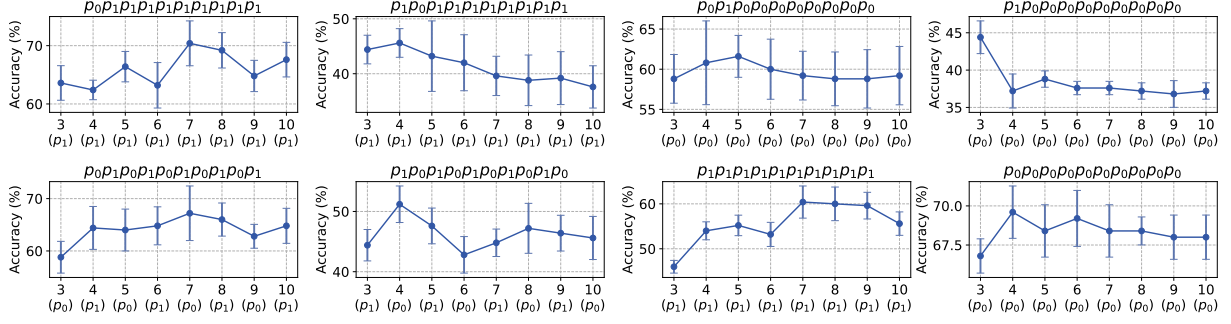 p₀p₁p₁p₁p₁p₁p₁p₁p₁p₁
Accuracy (%)
70
60
3 4 5 6 7 8 9 10
(p₁) (p₁) (p₁) (p₁) (p₁) (p₁) (p₁) (p₁)
p₁p₀p₁p₁p₁p₁p₁p₁p₁p₁
Accuracy (%)
50
40
3 4 5 6 7 8 9 10
(p₁) (p₁) (p₁) (p₁) (p₁) (p₁) (p₁) (p₁)
p₀p₁p₀p₀p₀p₀p₀p₀p₀p₀
Accuracy (%)
65
60
55
3 4 5 6 7 8 9 10
(p₀) (p₀) (p₀) (p₀) (p₀) (p₀) (p₀) (p₀)
p₁p₀p₀p₀p₀p₀p₀p₀p₀p₀
Accuracy (%)
45
40
35
3 4 5 6 7 8 9 10
(p₀) (p₀) (p₀) (p₀) (p₀) (p₀) (p₀) (p₀)
p₀p₁p₀p₁p₀p₁p₀p₁p₀p₁
Accuracy (%)
70
60
3 4 5 6 7 8 9 10
(p₀) (p₁) (p₀) (p₁) (p₀) (p₁) (p₀) (p₁)
p₁p₀p₁p₀p₁p₀p₁p₀p₁p₀
Accuracy (%)
50
40
3 4 5 6 7 8 9 10
(p₁) (p₀) (p₁) (p₀) (p₁) (p₀) (p₁) (p₀)
p₁p₁p₁p₁p₁p₁p₁p₁p₁p₁
Accuracy (%)
60
50
3 4 5 6 7 8 9 10
(p₁) (p₁) (p₁) (p₁) (p₁) (p₁) (p₁) (p₁)
p₀p₀p₀p₀p₀p₀p₀p₀p₀p₀
Accuracy (%)
70.0
67.5
3 4 5 6 7 8 9 10
(p₀) (p₀) (p₀) (p₀) (p₀) (p₀) (p₀) (p₀)